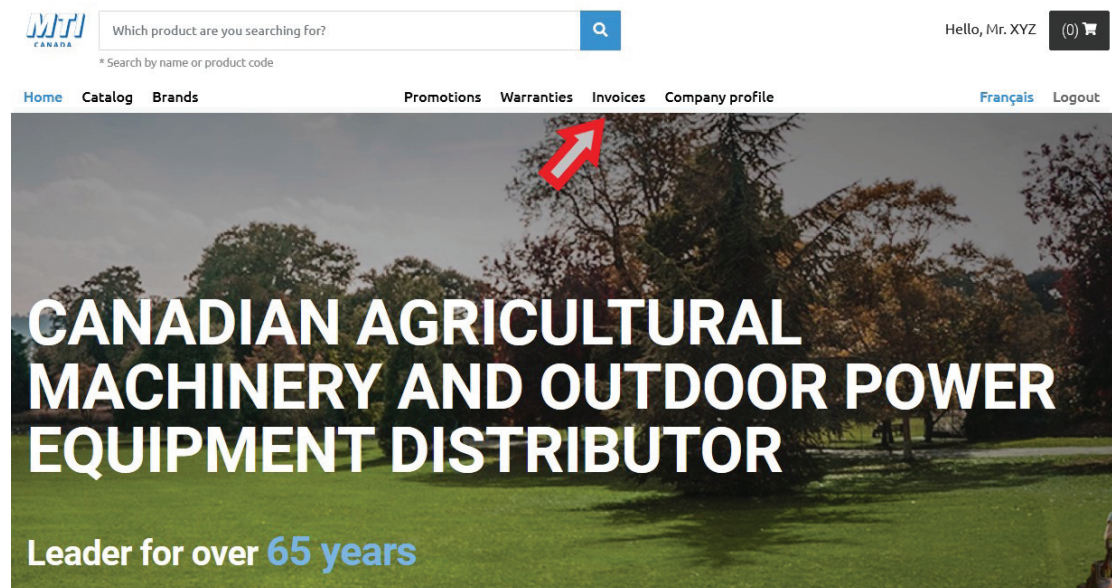 MTI
CANADA
Which product are you searching for?
Hello, Mr. XYZ
(0)
* Search by name or product code
Home Catalog Brands Promotions Warranties Invoices Company profile Français Logout
CANADIAN AGRICULTURAL
MACHINERY AND OUTDOOR POWER
EQUIPMENT DISTRIBUTOR
Leader for over 65 years